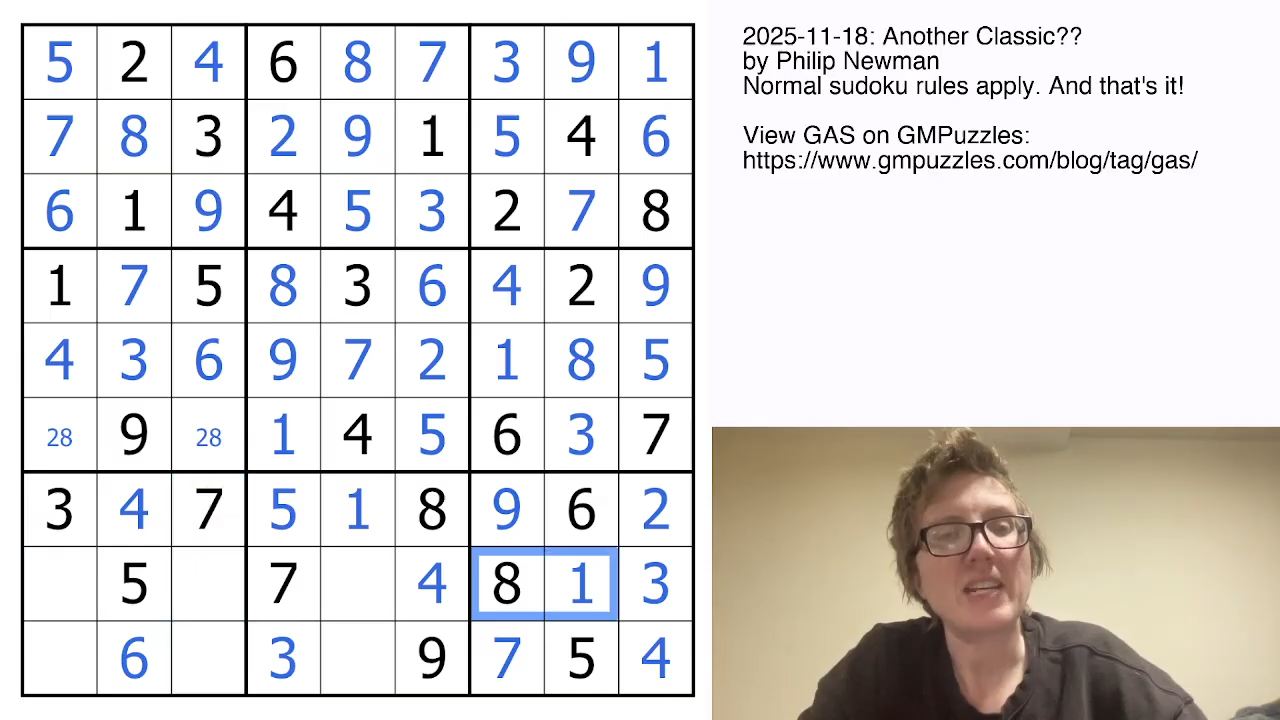 5 2 4 6 8 7 3 9 1
7 8 3 2 9 1 5 4 6
6 1 9 4 5 3 2 7 8
1 7 5 8 3 6 4 2 9
4 3 6 9 7 2 1 8 5
28 9 28 1 4 5 6 3 7
3 4 7 5 1 8 9 6 2
5 7 4 8 1 3
6 3 9 7 5 4
2025-11-18: Another Classic??
by Philip Newman
Normal sudoku rules apply. And that's it!
View GAS on GMPuzzles:
https://www.gmpuzzles.com/blog/tag/gas/